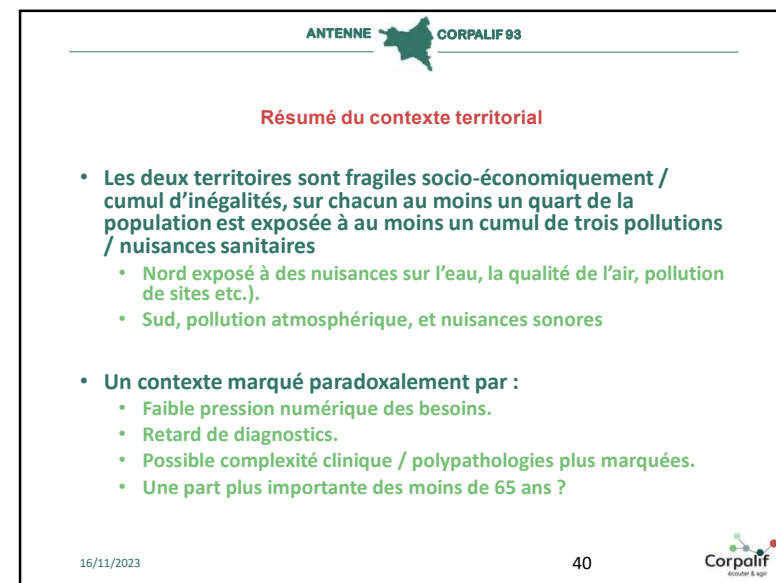 ANTENNE CORPALIF 93
Résumé du contexte territorial
• Les deux territoires sont fragiles socio-économiquement /
cumul d’inégalités, sur chacun au moins un quart de la
population est exposée à au moins un cumul de trois pollutions
/ nuisances sanitaires
• Nord exposé à des nuisances sur l’eau, la qualité de l’air, pollution
de sites etc.).
• Sud, pollution atmosphérique, et nuisances sonores
• Un contexte marqué paradoxalement par :
• Faible pression numérique des besoins.
• Retard de diagnostics.
• Possible complexité clinique / polypathologies plus marquées.
• Une part plus importante des moins de 65 ans ?
16/11/2023
40
Corpalif
écouter & agir